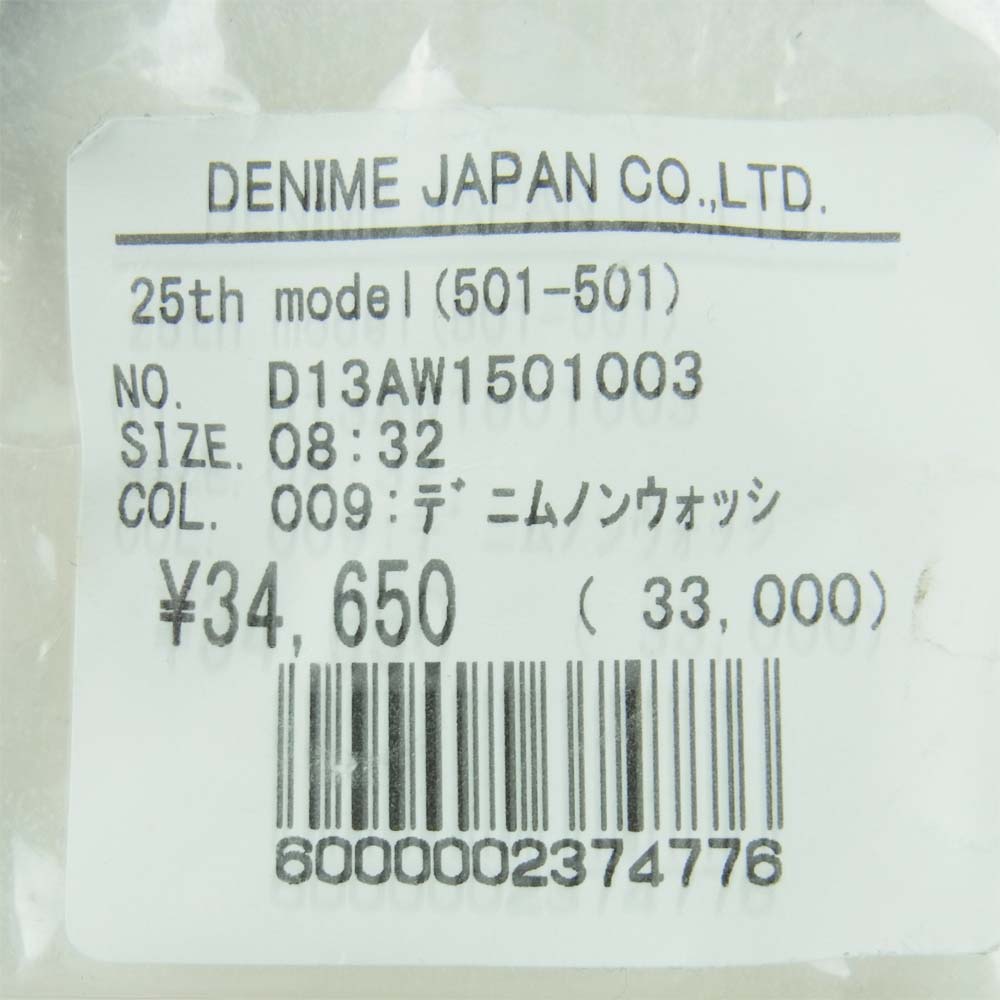 DENIME JAPAN CO.,LTD.
25th model(501-501)
NO. D13AW1501003
SIZE. 08:32
COL. 009:デニムノンウォッシ
¥34,650 ( 33,000)
6000002374776